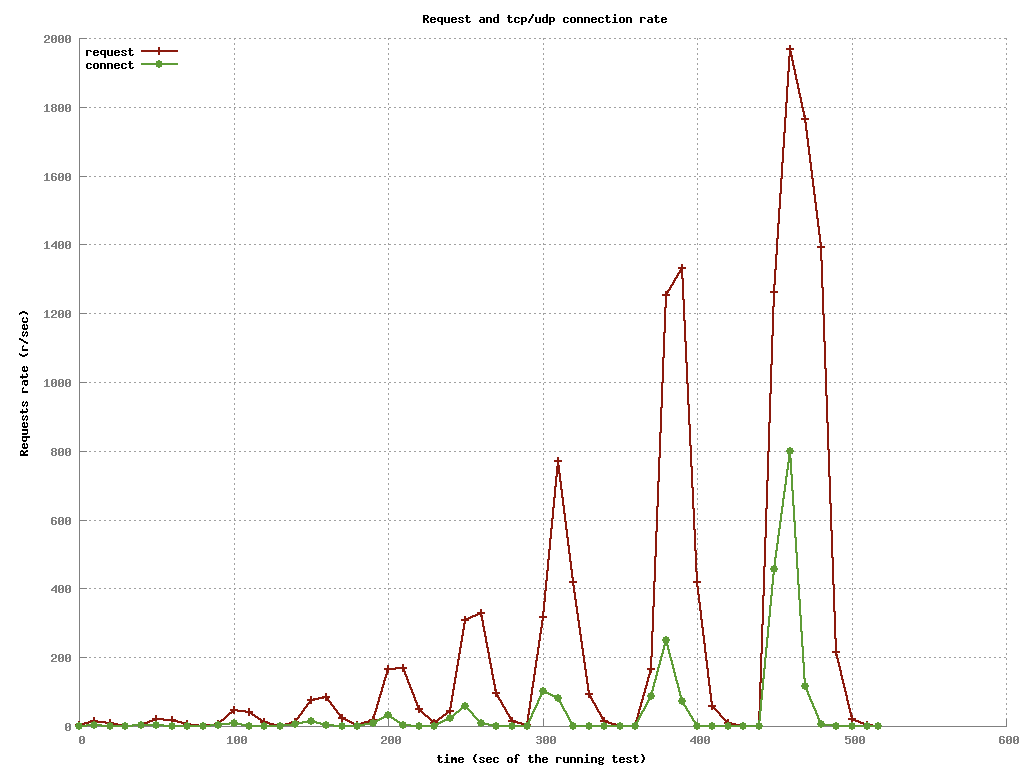 Request and tcp/udp connection rate
request
connect
2000
1800
1600
1400
1200
1000
800
600
400
200
0
Requests rate (r/sec)
0 100 200 300 400 500 600
time (sec of the running test)